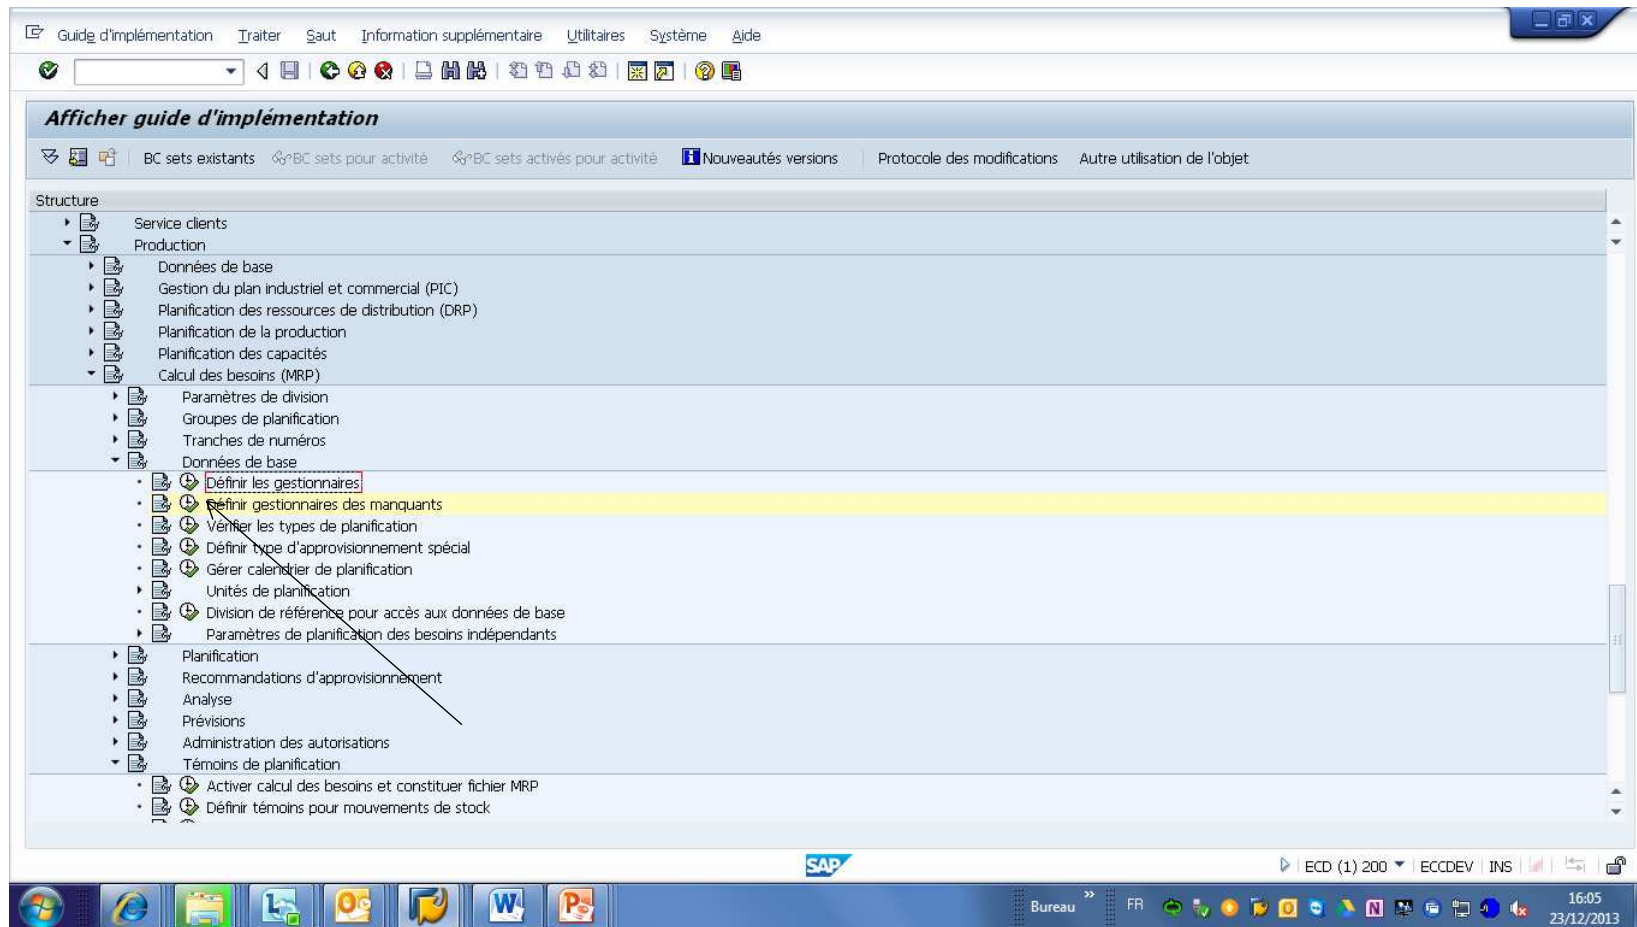 Guide d'implémentation Traiter Saut Information supplémentaire Utilitaires Système Aide
Afficher guide d'implémentation
BC sets existants BC sets pour activité BC sets activés pour activité Nouveautés versions Protocole des modifications Autre utilisation de l'objet
Structure
Service clients
Production
Données de base
Gestion du plan industriel et commercial (PIC)
Planification des ressources de distribution (DRP)
Planification de la production
Planification des capacités
Calcul des besoins (MRP)
Paramètres de division
Groupes de planification
Tranches de numéros
Données de base
Définir les gestionnaires
Définir gestionnaires des manquants
Vérifier les types de planification
Définir type d'approvisionnement spécial
Gérer calendrier de planification
Unités de planification
Division de référence pour accès aux données de base
Paramètres de planification des besoins indépendants
Planification
Recommandations d'approvisionnement
Analyse
Prévisions
Administration des autorisations
Témoins de planification
Activer calcul des besoins et constituer fichier MRP
Définir témoins pour mouvements de stock
SAP ECD (1) 200 ECCDEV INS
Bureau FR 16:05
23/12/2013